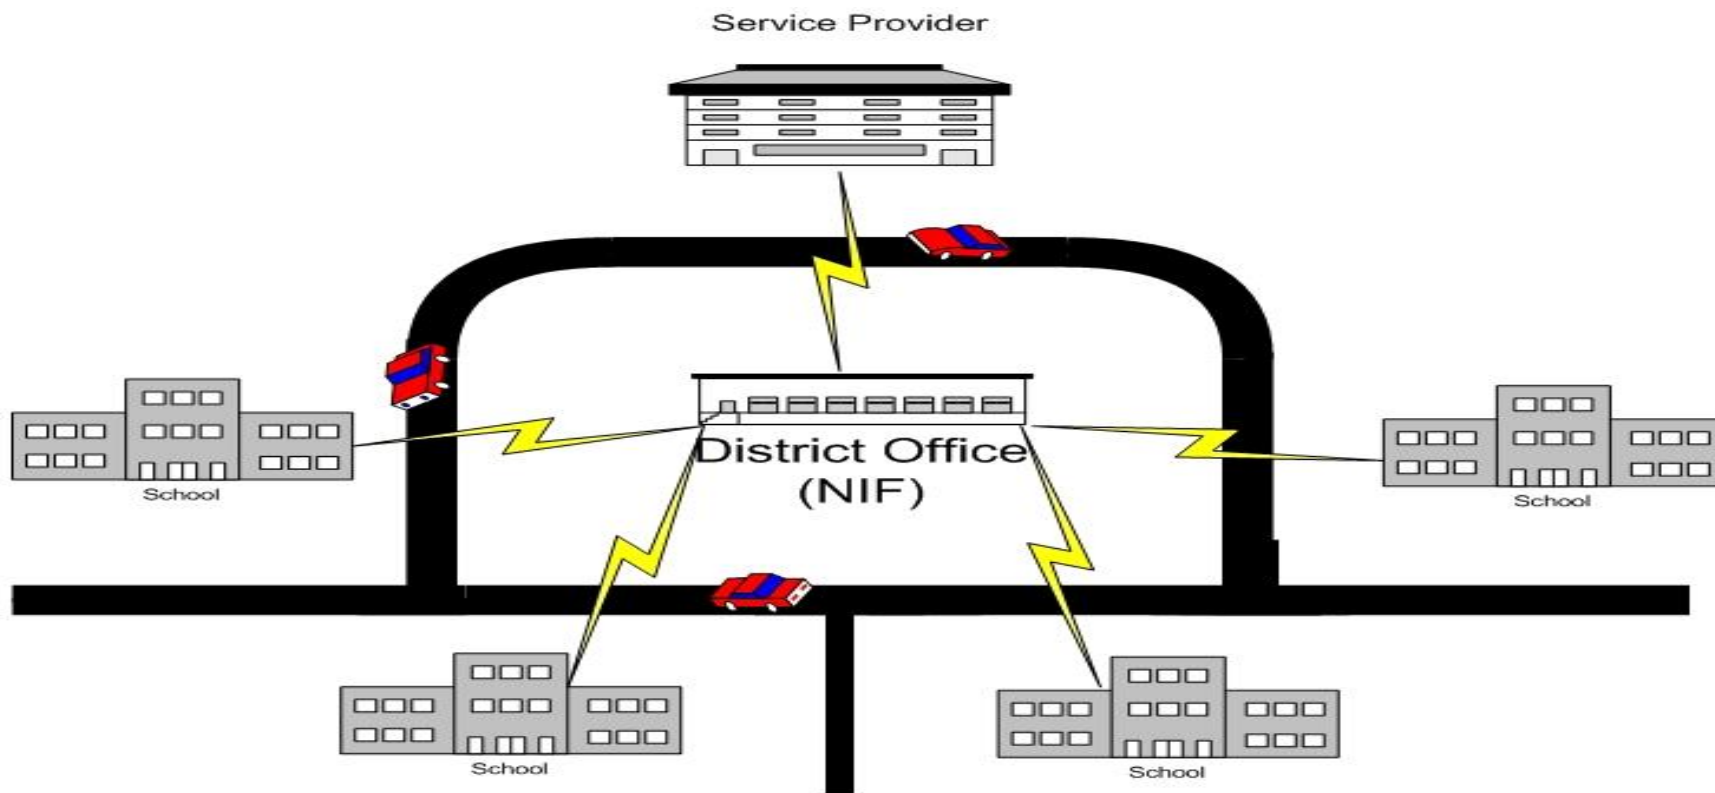 Service Provider
District Office
(NIF)
School
School
School
School